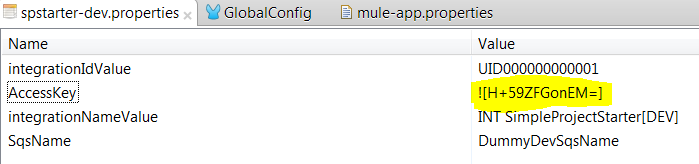 spstarter-dev.properties GlobalConfig mule-app.properties
Name Value
integrationIdValue UID000000000001
AccessKey ![H+59ZFGonEM=]
integrationNameValue INT SimpleProjectStarter[DEV]
SqsName DummyDevSqsName